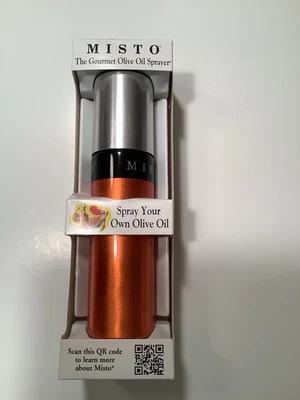 MISTO®
The Gourmet Olive Oil Sprayer®
MIS
Spray Your
Own Olive Oil
Scan this QR code
to learn more
about Misto®